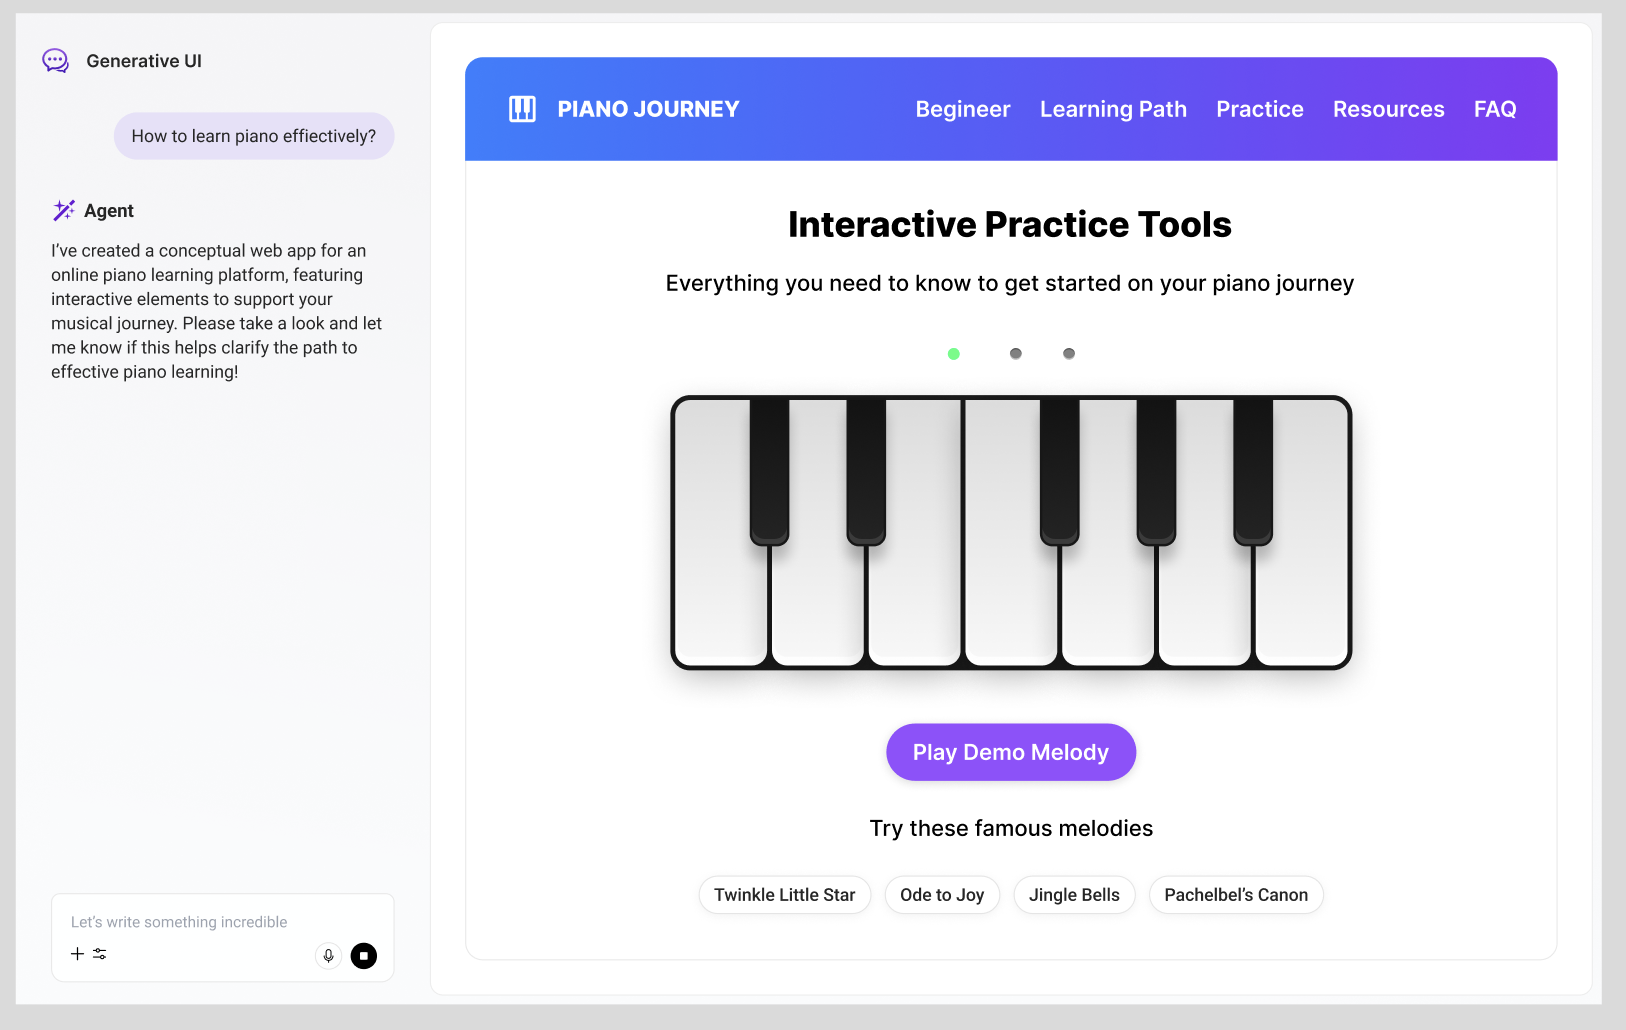 Generative UI
How to learn piano effiectively?
Agent
I’ve created a conceptual web app for an
online piano learning platform, featuring
interactive elements to support your
musical journey. Please take a look and let
me know if this helps clarify the path to
effective piano learning!
Let’s write something incredible
PIANO JOURNEY
Begineer
Learning Path
Practice
Resources
FAQ
Interactive Practice Tools
Everything you need to know to get started on your piano journey
Play Demo Melody
Try these famous melodies
Twinkle Little Star
Ode to Joy
Jingle Bells
Pachelbel’s Canon